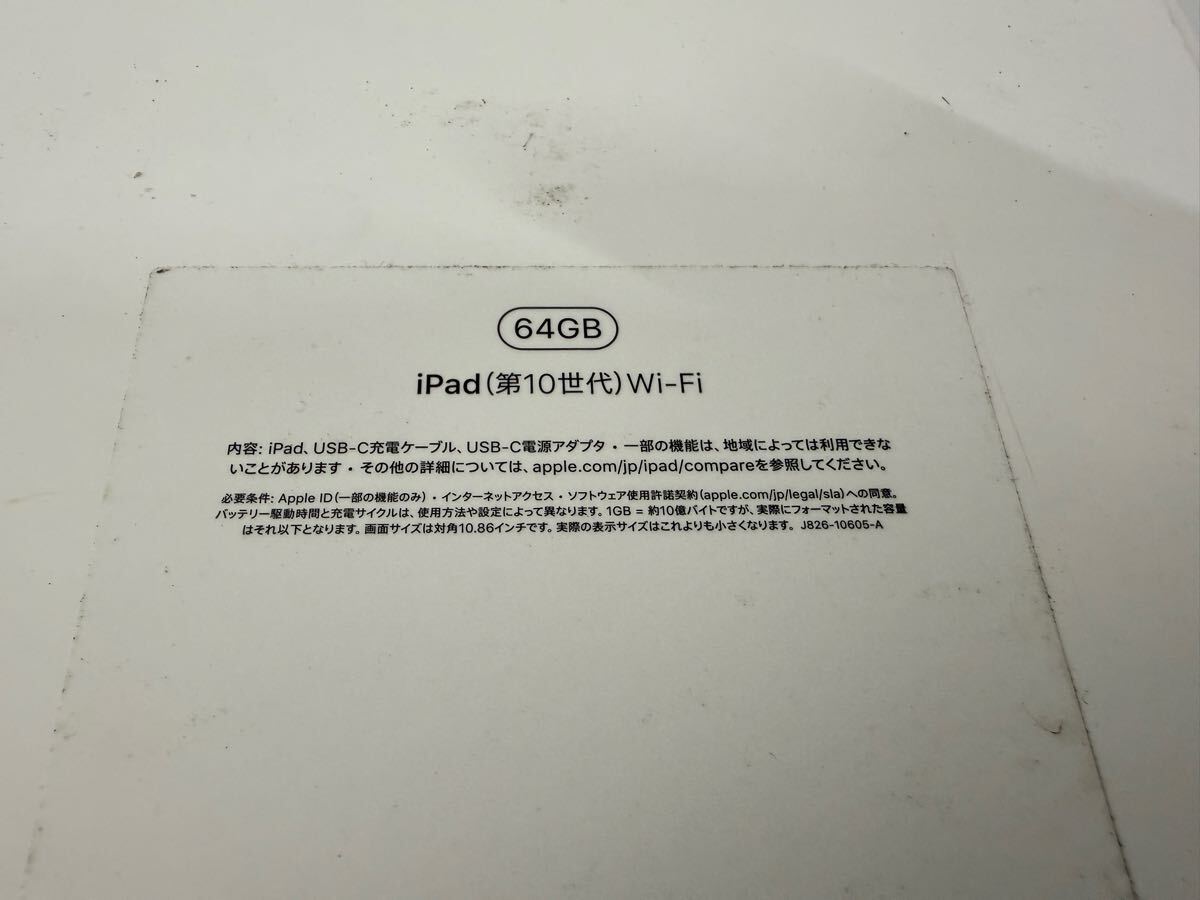 64GB
iPad(第10世代)Wi-Fi
内容: iPad、USB-C充電ケーブル、USB-C電源アダプタ・一部の機能は、地域によっては利用できな
いことがあります・その他の詳細については、apple.com/jp/ipad/compareを参照してください。
必要条件: Apple ID(一部の機能のみ)・インターネットアクセス・ソフトウェア使用許諾契約(apple.com/jp/legal/sla)への同意。
バッテリー駆動時間と充電サイクルは、使用方法や設定によって異なります。1GB = 約10億バイトですが、実際にフォーマットされた容量
はそれ以下となります。画面サイズは対角10.86インチです。実際の表示サイズはこれよりも小さくなります。J826-10605-A